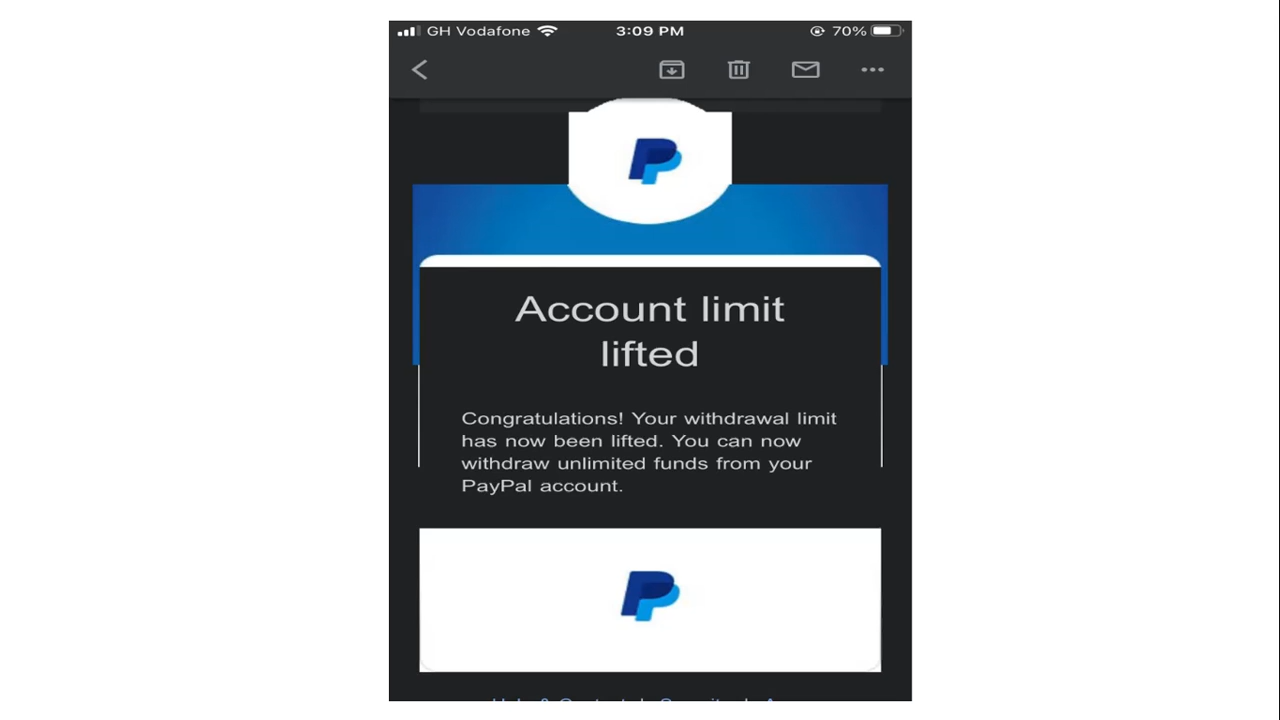 GH Vodafone 3:09 PM 70%
Account limit
lifted
Congratulations! Your withdrawal limit
has now been lifted. You can now
withdraw unlimited funds from your
PayPal account.